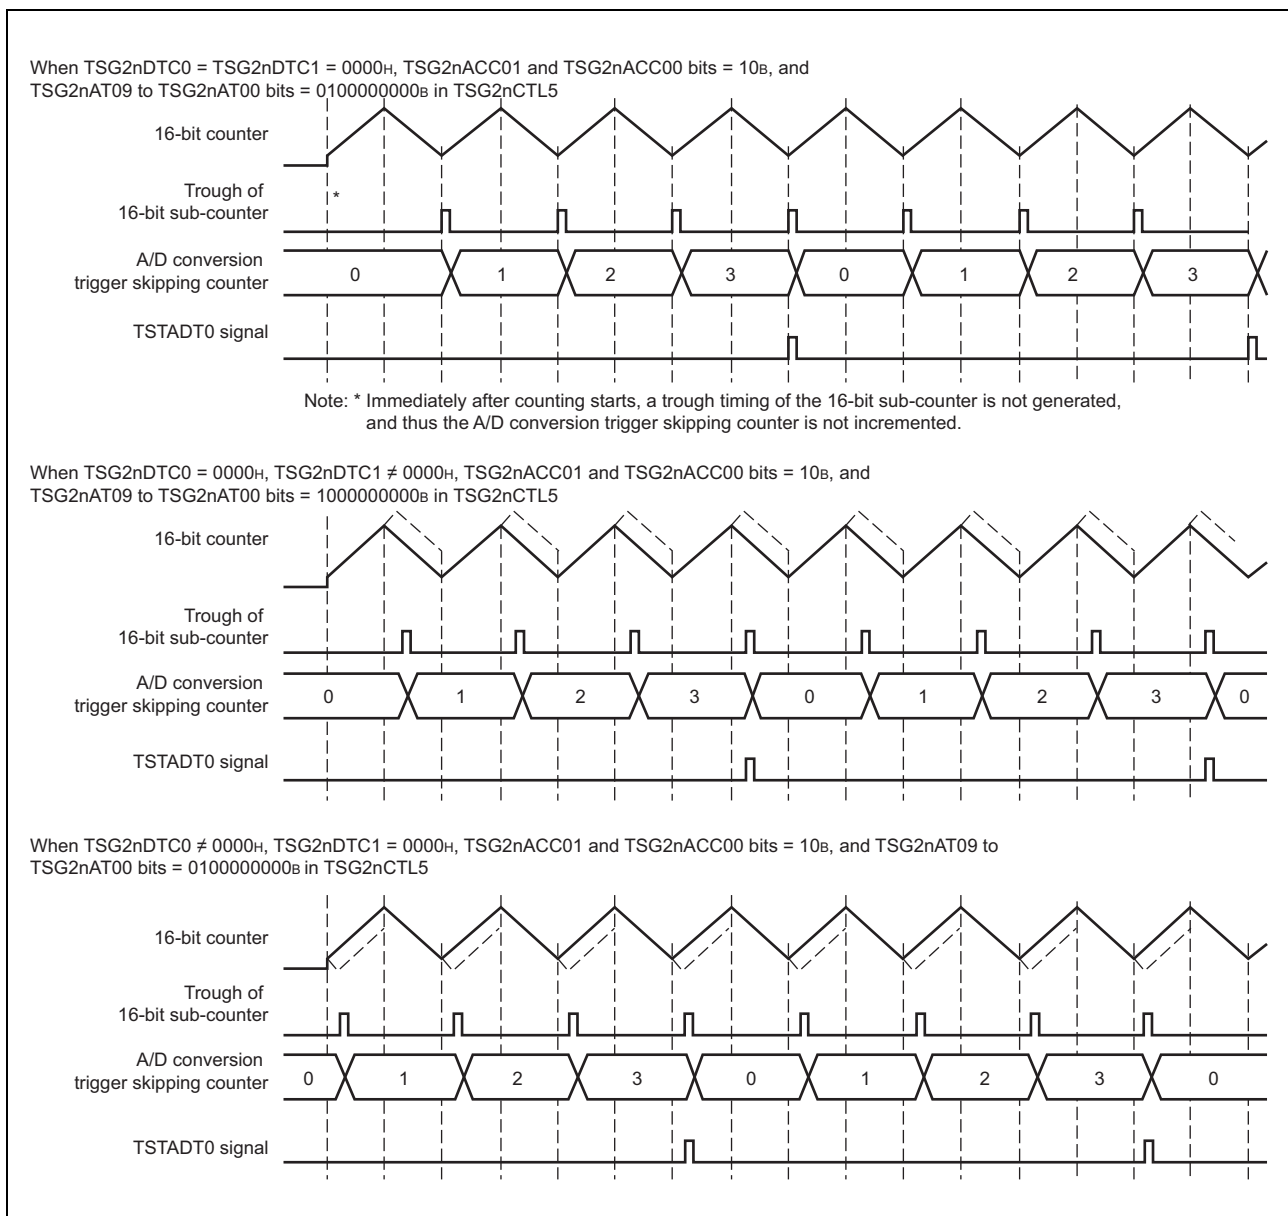 When TSG2nDTC0 = TSG2nDTC1 = 0000H, TSG2nACC01 and TSG2nACC00 bits = 10B, and
TSG2nAT09 to TSG2nAT00 bits = 0100000000B in TSG2nCTL5
16-bit counter
Trough of
16-bit sub-counter
*
A/D conversion
trigger skipping counter
0 1 2 3 0 1 2 3
TSTADT0 signal
Note: * Immediately after counting starts, a trough timing of the 16-bit sub-counter is not generated,
and thus the A/D conversion trigger skipping counter is not incremented.
When TSG2nDTC0 = 0000H, TSG2nDTC1 ≠ 0000H, TSG2nACC01 and TSG2nACC00 bits = 10B, and
TSG2nAT09 to TSG2nAT00 bits = 1000000000B in TSG2nCTL5
16-bit counter
Trough of
16-bit sub-counter
A/D conversion
trigger skipping counter
0 1 2 3 0 1 2 3 0
TSTADT0 signal
When TSG2nDTC0 ≠ 0000H, TSG2nDTC1 = 0000H, TSG2nACC01 and TSG2nACC00 bits = 10B, and TSG2nAT09 to
TSG2nAT00 bits = 0100000000B in TSG2nCTL5
16-bit counter
Trough of
16-bit sub-counter
A/D conversion
trigger skipping counter
0 1 2 3 0 1 2 3 0
TSTADT0 signal